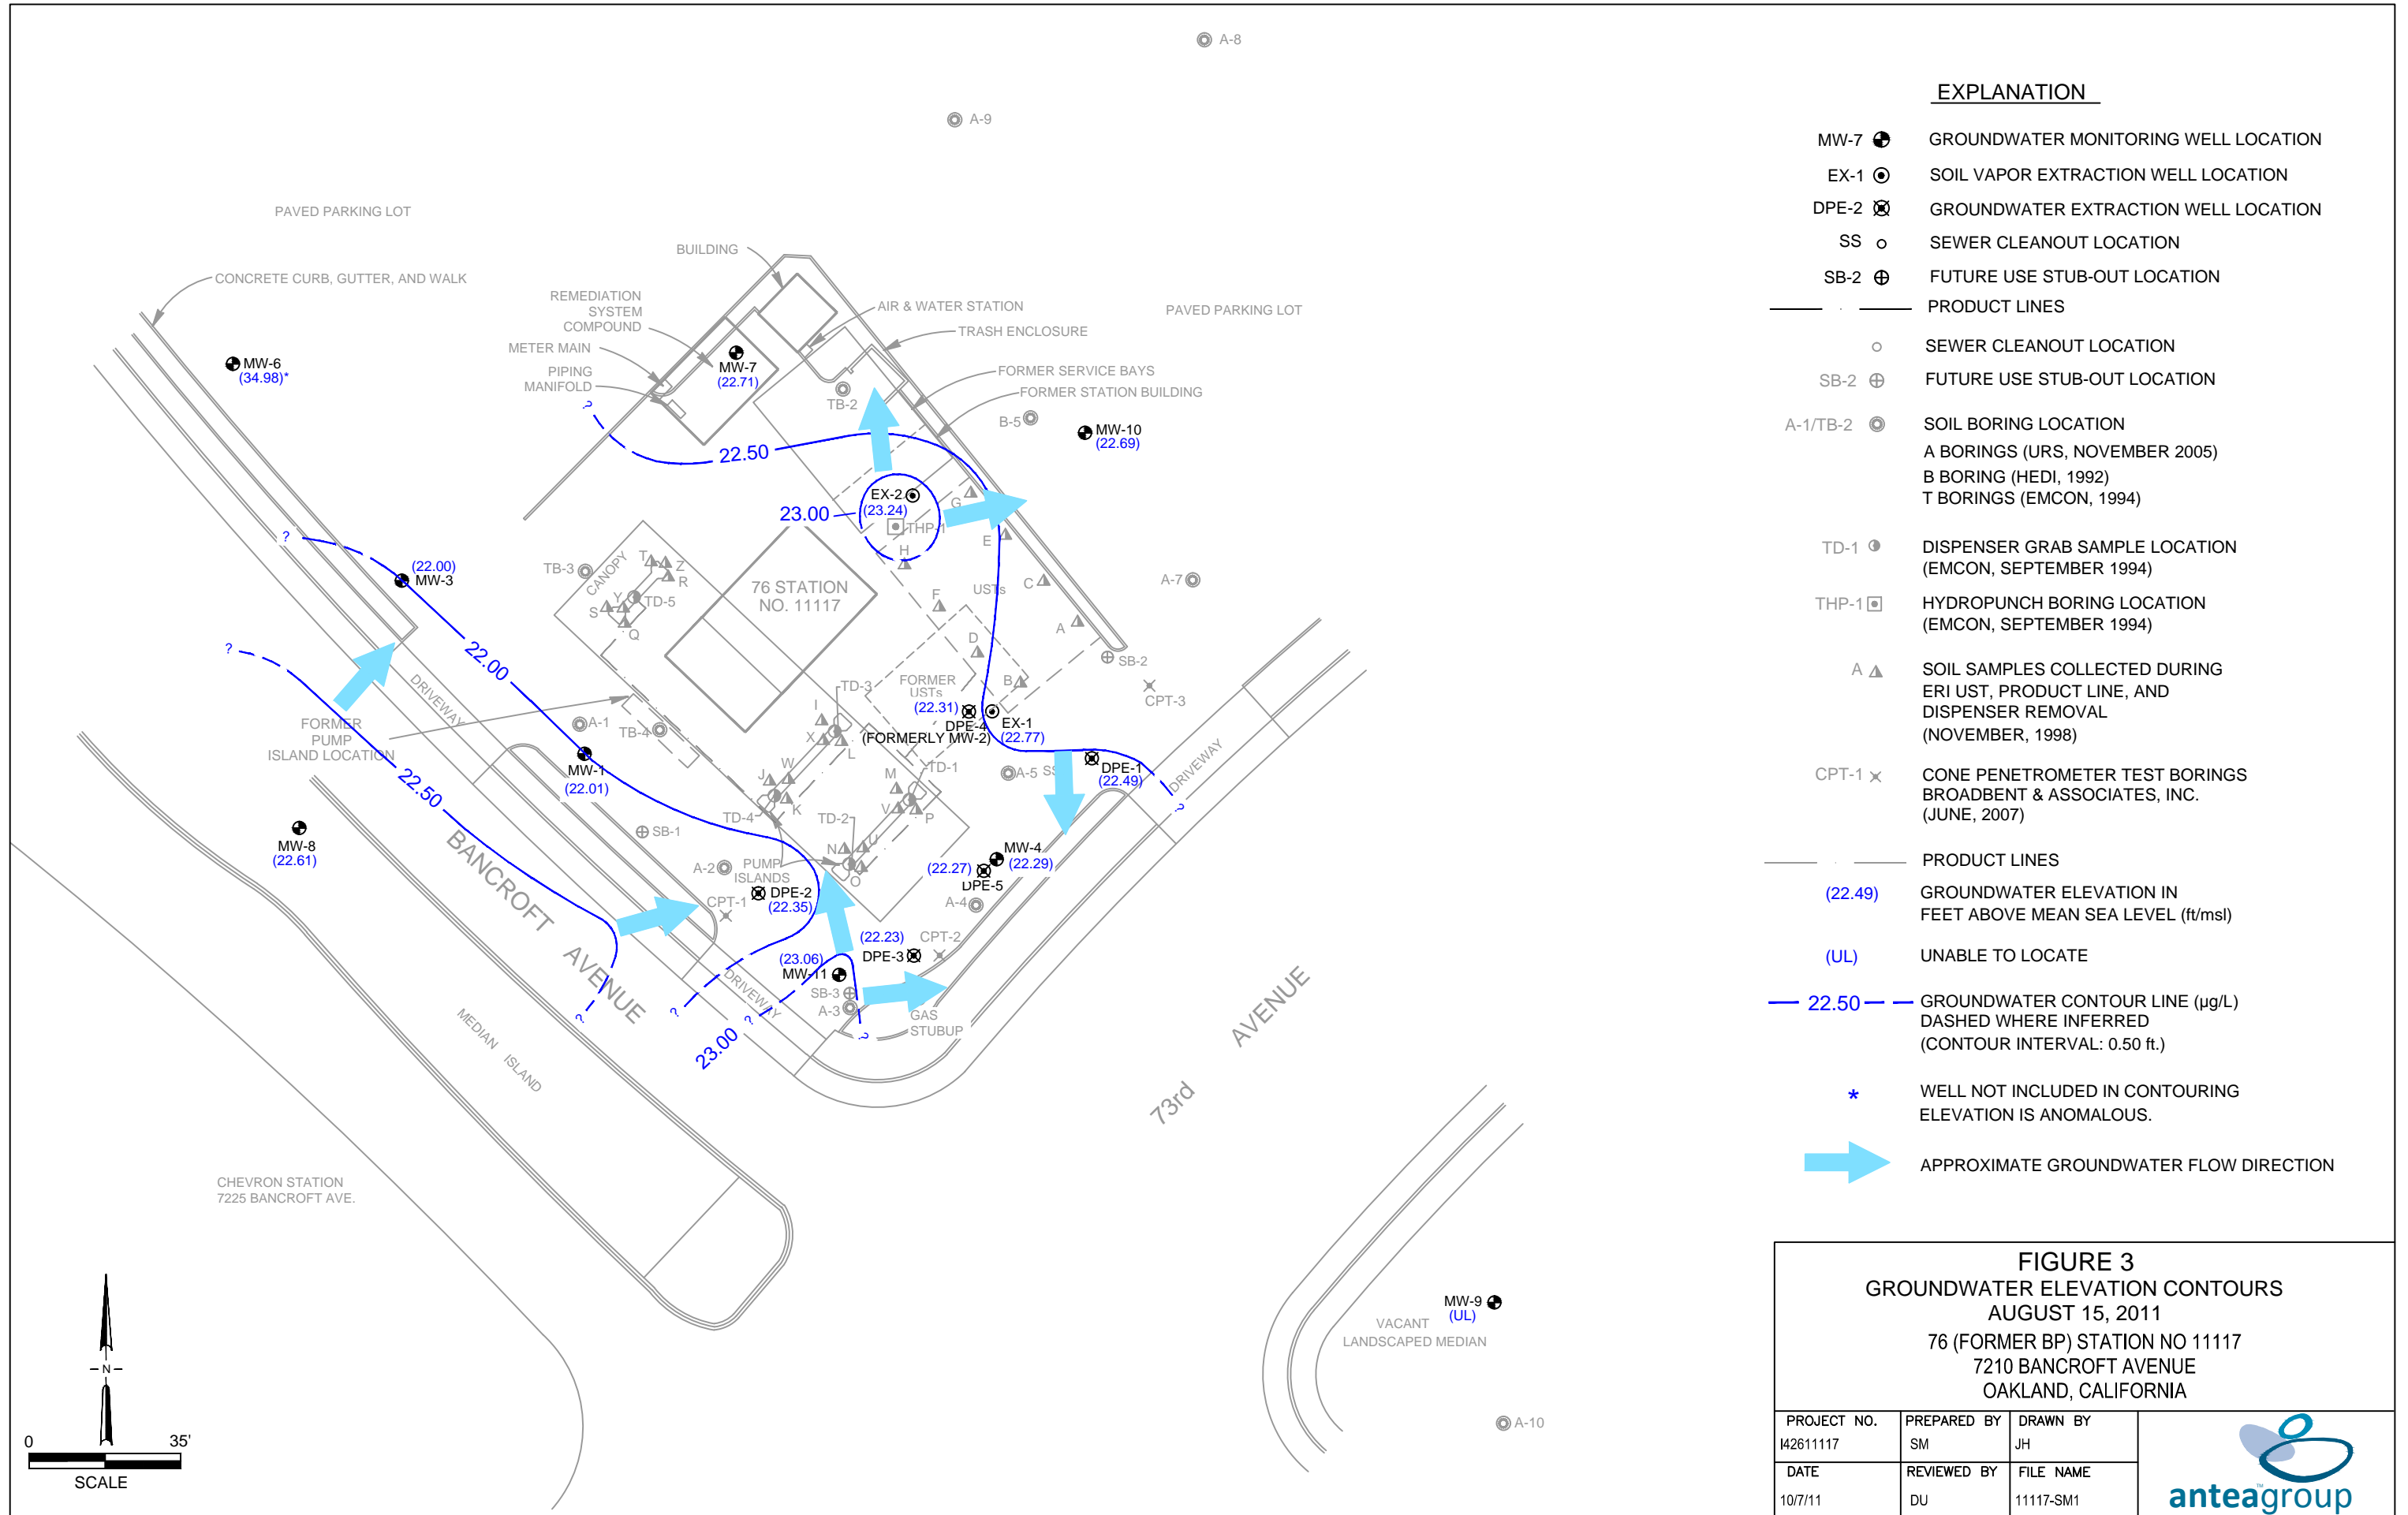 A-8
A-9
PAVED PARKING LOT
BUILDING
CONCRETE CURB, GUTTER, AND WALK
REMEDIATION
SYSTEM
COMPOUND
AIR & WATER STATION
PAVED PARKING LOT
TRASH ENCLOSURE
METER MAIN
MW-6
(34.98)*
MW-7
(22.71)
PIPING
MANIFOLD
FORMER SERVICE BAYS
FORMER STATION BUILDING
TB-2
?
B-5
MW-10
(22.69)
22.50
EX-2
(23.24)
G
23.00
THP-1
E
?
H
(22.00)
MW-3
TB-3
CANOPY
T
Z
R
76 STATION
NO. 11117
USTs
C
A-7
Y
TD-5
S
F
Q
A
?
22.00
D
SB-2
DRIVEWAY
TD-3
FORMER
USTs
B
CPT-3
(22.31)
I
DPE-4
(FORMERLY MW-2)
EX-1
(22.77)
FORMER
PUMP
ISLAND LOCATION
A-1
TB-4
X
L
MW-1
(22.01)
J
W
M
TD-1
A-5
SS
DPE-1
(22.49)
DRIVEWAY
?
22.50
K
V
P
TD-4
TD-2
SB-1
MW-8
(22.61)
BANCROFT
AVENUE
N
U
MW-4
(22.29)
(22.27)
DPE-5
A-2
PUMP
ISLANDS
O
DPE-2
(22.35)
CPT-1
A-4
(22.23)
CPT-2
DPE-3
(23.06)
MW-11
DRIVEWAY
SB-3
A-3
GAS
STUBUP
?
?
?
?
23.00
MEDIAN ISLAND
73rd
AVENUE
CHEVRON STATION
7225 BANCROFT AVE.
MW-9
(UL)
VACANT
LANDSCAPED MEDIAN
A-10
N
0
35'
SCALE
EXPLANATION
MW-7 GROUNDWATER MONITORING WELL LOCATION
EX-1 SOIL VAPOR EXTRACTION WELL LOCATION
DPE-2 GROUNDWATER EXTRACTION WELL LOCATION
SS SEWER CLEANOUT LOCATION
SB-2 FUTURE USE STUB-OUT LOCATION
PRODUCT LINES
SEWER CLEANOUT LOCATION
SB-2 FUTURE USE STUB-OUT LOCATION
A-1/TB-2 SOIL BORING LOCATION
A BORINGS (URS, NOVEMBER 2005)
B BORING (HEDI, 1992)
T BORINGS (EMCON, 1994)
TD-1 DISPENSER GRAB SAMPLE LOCATION
(EMCON, SEPTEMBER 1994)
THP-1 HYDROPUNCH BORING LOCATION
(EMCON, SEPTEMBER 1994)
A SOIL SAMPLES COLLECTED DURING
ERI UST, PRODUCT LINE, AND
DISPENSER REMOVAL
(NOVEMBER, 1998)
CPT-1 CONE PENETROMETER TEST BORINGS
BROADBENT & ASSOCIATES, INC.
(JUNE, 2007)
PRODUCT LINES
(22.49) GROUNDWATER ELEVATION IN
FEET ABOVE MEAN SEA LEVEL (ft/msl)
(UL) UNABLE TO LOCATE
22.50 GROUNDWATER CONTOUR LINE (µg/L)
DASHED WHERE INFERRED
(CONTOUR INTERVAL: 0.50 ft.)
* WELL NOT INCLUDED IN CONTOURING
ELEVATION IS ANOMALOUS.
APPROXIMATE GROUNDWATER FLOW DIRECTION
FIGURE 3
GROUNDWATER ELEVATION CONTOURS
AUGUST 15, 2011
76 (FORMER BP) STATION NO 11117
7210 BANCROFT AVENUE
OAKLAND, CALIFORNIA
PROJECT NO. PREPARED BY DRAWN BY
I42611117 SM JH
DATE REVIEWED BY FILE NAME
10/7/11 DU 11117-SM1
anteagroup™